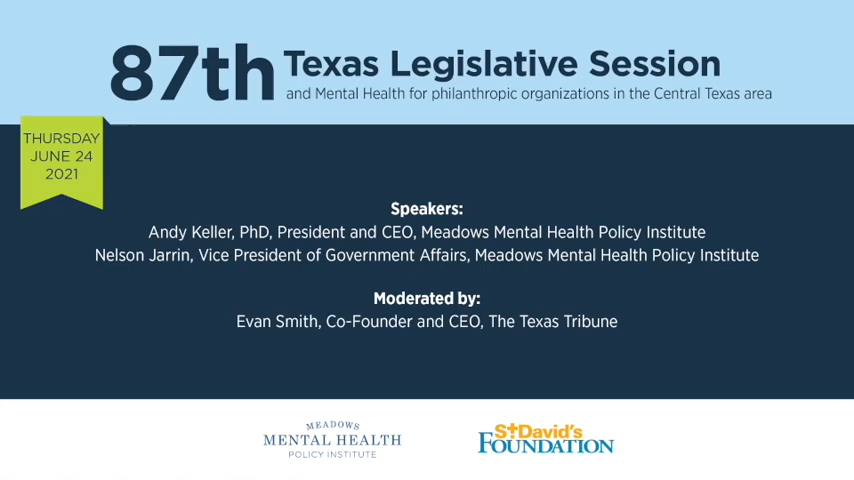 87th Texas Legislative Session
and Mental Health for philanthropic organizations in the Central Texas area
THURSDAY
JUNE 24
2021
Speakers:
Andy Keller, PhD, President and CEO, Meadows Mental Health Policy Institute
Nelson Jarrin, Vice President of Government Affairs, Meadows Mental Health Policy Institute
Moderated by:
Evan Smith, Co-Founder and CEO, The Texas Tribune
MEADOWS
MENTAL HEALTH
POLICY INSTITUTE
St David's
FOUNDATION